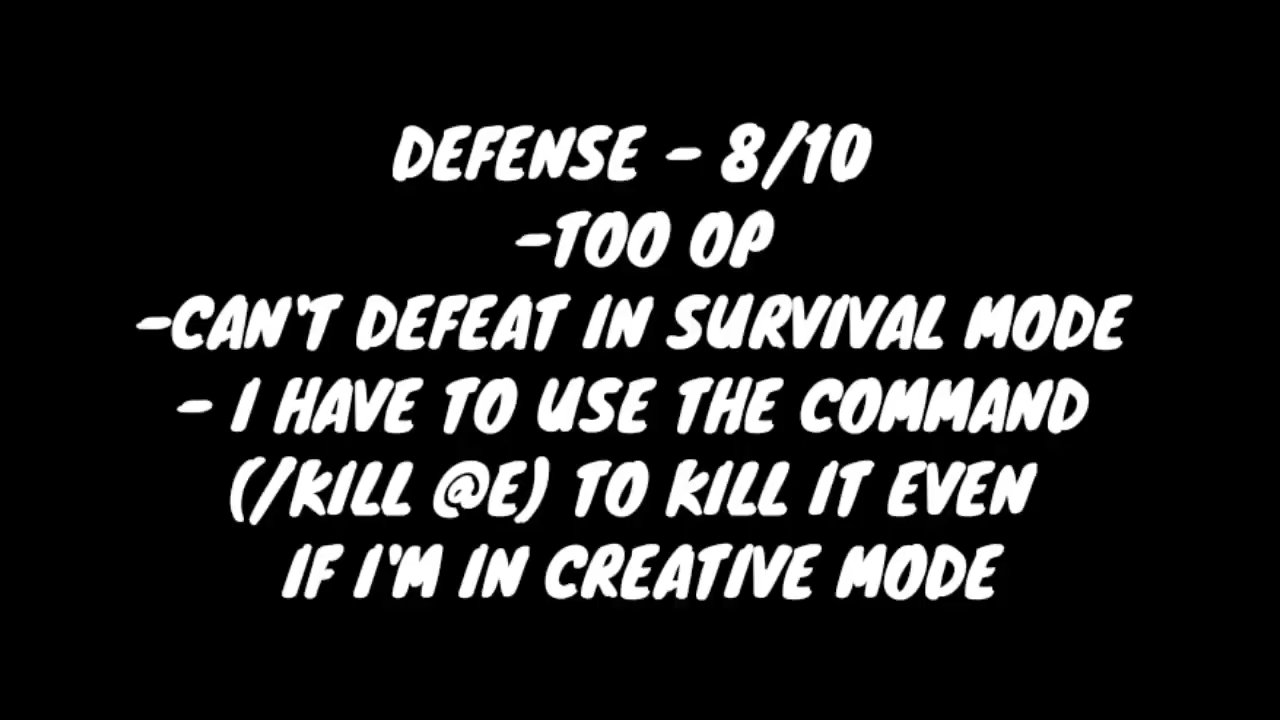 DEFENSE - 8/10
-TOO OP
-CAN'T DEFEAT IN SURVIVAL MODE
- I HAVE TO USE THE COMMAND
(/KILL @E) TO KILL IT EVEN
IF I'M IN CREATIVE MODE